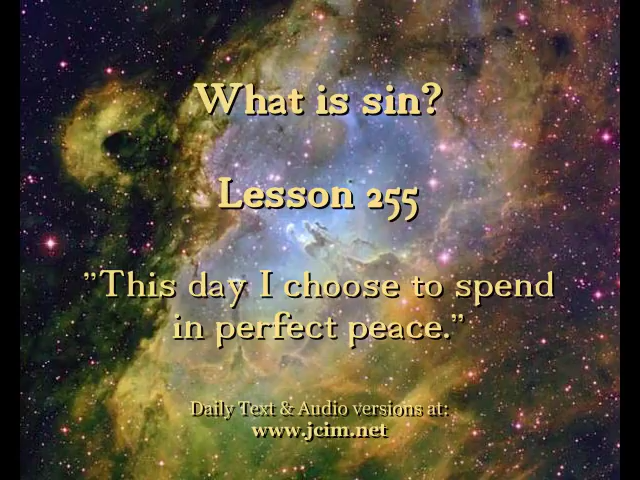 What is sin?
Lesson 255
"This day I choose to spend
in perfect peace."
Daily Text & Audio versions at:
www.jcim.net